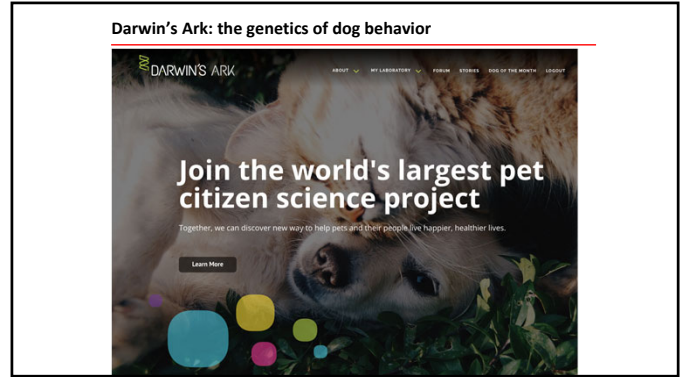 Darwin's Ark: the genetics of dog behavior
DARWIN'S ARK
ABOUT MY LABORATORY FORUM STORIES DOG OF THE MONTH LOGOUT
Join the world's largest pet
citizen science project
Together, we can discover new way to help pets and their people live happier, healthier lives.
Learn More